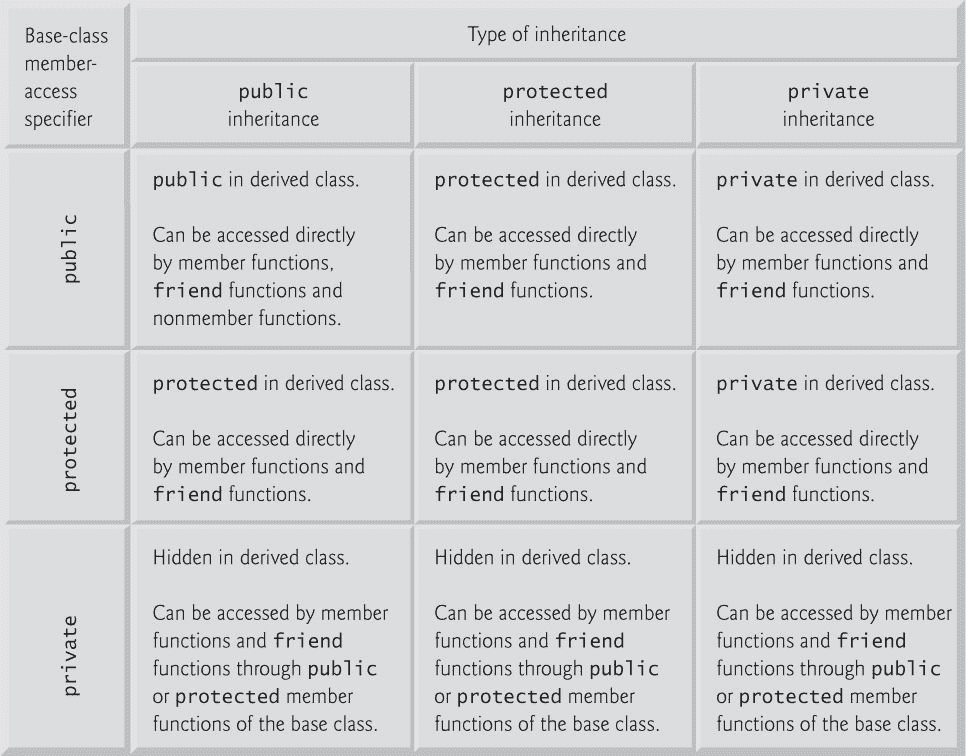 Base-class
member-
access
specifier
Type of inheritance
public
inheritance
protected
inheritance
private
inheritance
public
public in derived class.
Can be accessed directly
by member functions,
friend functions and
nonmember functions.
protected in derived class.
Can be accessed directly
by member functions and
friend functions.
private in derived class.
Can be accessed directly
by member functions and
friend functions.
protected
protected in derived class.
Can be accessed directly
by member functions and
friend functions.
protected in derived class.
Can be accessed directly
by member functions and
friend functions.
private in derived class.
Can be accessed directly
by member functions and
friend functions.
private
Hidden in derived class.
Can be accessed by member
functions and friend
functions through public
or protected member
functions of the base class.
Hidden in derived class.
Can be accessed by member
functions and friend
functions through public
or protected member
functions of the base class.
Hidden in derived class.
Can be accessed by member
functions and friend
functions through public
or protected member
functions of the base class.